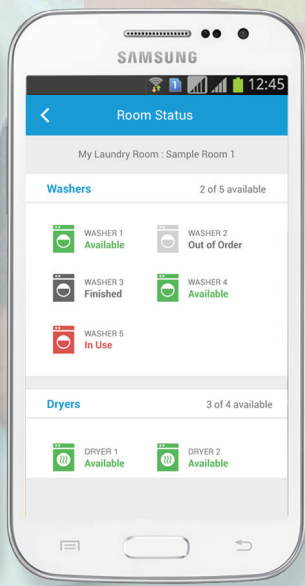 SAMSUNG
1 12:45
Room Status
My Laundry Room : Sample Room 1
Washers 2 of 5 available
WASHER 1 WASHER 2
Available Out of Order
WASHER 3 WASHER 4
Finished Available
WASHER 5
In Use
Dryers 3 of 4 available
DRYER 1 DRYER 2
Available Available